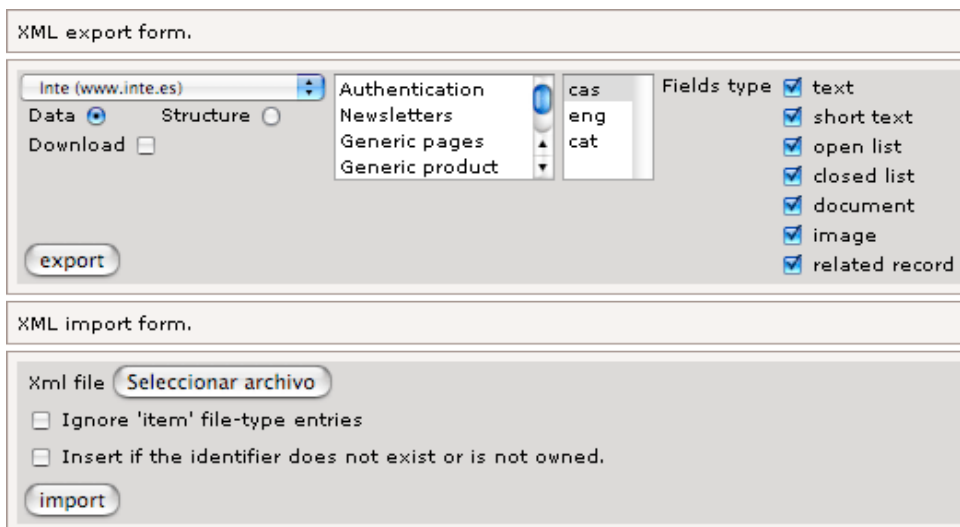 XML export form.
Inte (www.inte.es)
Data Structure
Download
export
Authentication
Newsletters
Generic pages
Generic product
cas
eng
cat
Fields type text
short text
open list
closed list
document
image
related record
XML import form.
Xml file Seleccionar archivo
Ignore 'item' file-type entries
Insert if the identifier does not exist or is not owned.
import